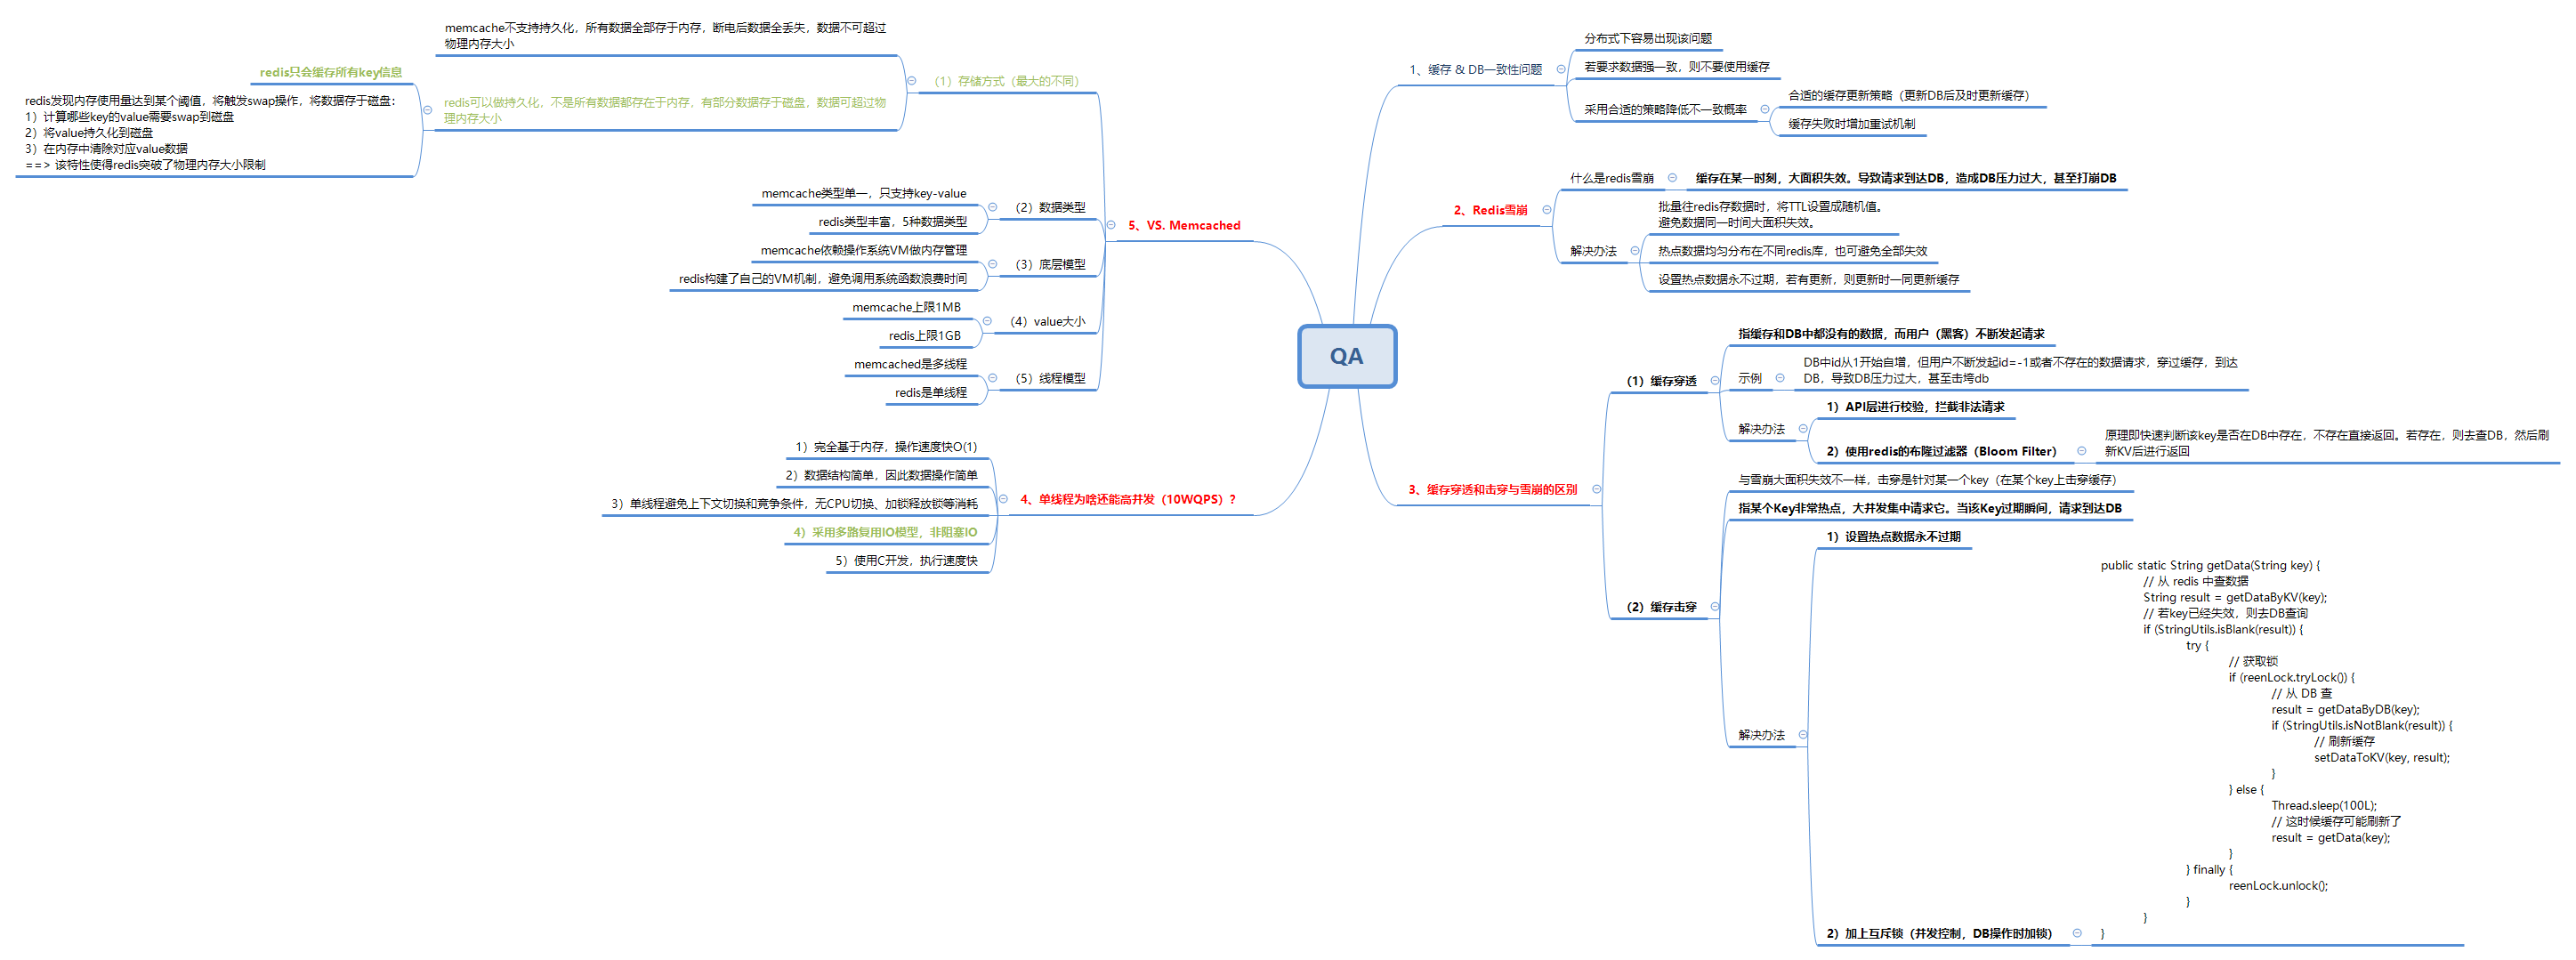 QA
1、缓存 & DB一致性问题
分布式下容易出现该问题
若要求数据强一致，则不要使用缓存
采用合适的策略降低不一致概率
合适的缓存更新策略（更新DB后及时更新缓存）
缓存失败时增加重试机制
2、Redis雪崩
什么是redis雪崩
缓存在某一时刻，大面积失效。导致请求到达DB，造成DB压力过大，甚至打崩DB
解决办法
批量往redis存数据时，将TTL设置成随机值。
避免数据同一时间大面积失效。
热点数据均匀分布在不同redis库，也可避免全部失效
设置热点数据永不过期，若有更新，则更新时一同更新缓存
3、缓存穿透和击穿与雪崩的区别
（1）缓存穿透
指缓存和DB中都没有的数据，而用户（黑客）不断发起请求
示例
DB中id从1开始自增，但用户不断发起id=-1或者不存在的数据请求，穿过缓存，到达
DB，导致DB压力过大，甚至击垮db
解决办法
1）API层进行校验，拦截非法请求
2）使用redis的布隆过滤器（Bloom Filter）
原理即快速判断该key是否在DB中存在，不存在直接返回。若存在，则去查DB，然后刷
新KV后进行返回
（2）缓存击穿
与雪崩大面积失效不一样，击穿是针对某一个key（在某个key上击穿缓存）
指某个Key非常热点，大并发集中请求它。当该Key过期瞬间，请求到达DB
解决办法
1）设置热点数据永不过期
2）加上互斥锁（并发控制，DB操作时加锁）
public static String getData(String key) {
// 从 redis 中查数据
String result = getDataByKV(key);
// 若key已经失效，则去DB查询
if (StringUtils.isBlank(result)) {
try {
// 获取锁
if (reenLock.tryLock()) {
// 从 DB 查
result = getDataByDB(key);
if (StringUtils.isNotBlank(result)) {
// 刷新缓存
setDataToKV(key, result);
}
} else {
Thread.sleep(100L);
// 这时候缓存可能刷新了
result = getData(key);
}
} finally {
reenLock.unlock();
}
}
}
4、单线程为啥还能高并发（10WQPS）？
1）完全基于内存，操作速度快O(1)
2）数据结构简单，因此数据操作简单
3）单线程避免上下文切换和竞争条件，无CPU切换、加锁释放锁等消耗
4）采用多路复用IO模型，非阻塞IO
5）使用C开发，执行速度快
5、VS. Memcached
（1）存储方式（最大的不同）
memcache不支持持久化，所有数据全部存于内存，断电后数据全丢失，数据不可超过
物理内存大小
redis可以做持久化，不是所有数据都存在于内存，有部分数据存于磁盘，数据可超过物
理内存大小
redis只会缓存所有key信息
redis发现内存使用量达到某个阈值，将触发swap操作，将数据存于磁盘：
1）计算哪些key的value需要swap到磁盘
2）将value持久化到磁盘
3）在内存中清除对应value数据
==> 该特性使得redis突破了物理内存大小限制
（2）数据类型
memcache类型单一，只支持key-value
redis类型丰富，5种数据类型
（3）底层模型
memcache依赖操作系统VM做内存管理
redis构建了自己的VM机制，避免调用系统函数浪费时间
（4）value大小
memcache上限1MB
redis上限1GB
（5）线程模型
memcached是多线程
redis是单线程